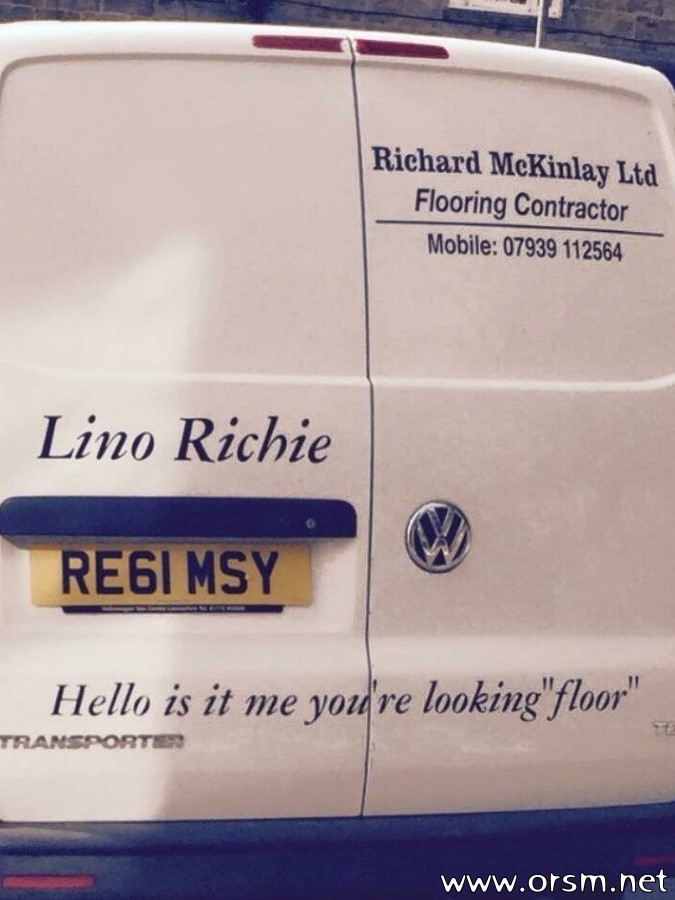 Richard McKinlay Ltd
Flooring Contractor
Mobile: 07939 112564
Lino Richie
RE61 MSY
Hello is it me you're looking"floor"
TRANSPORTER
www.orsm.net